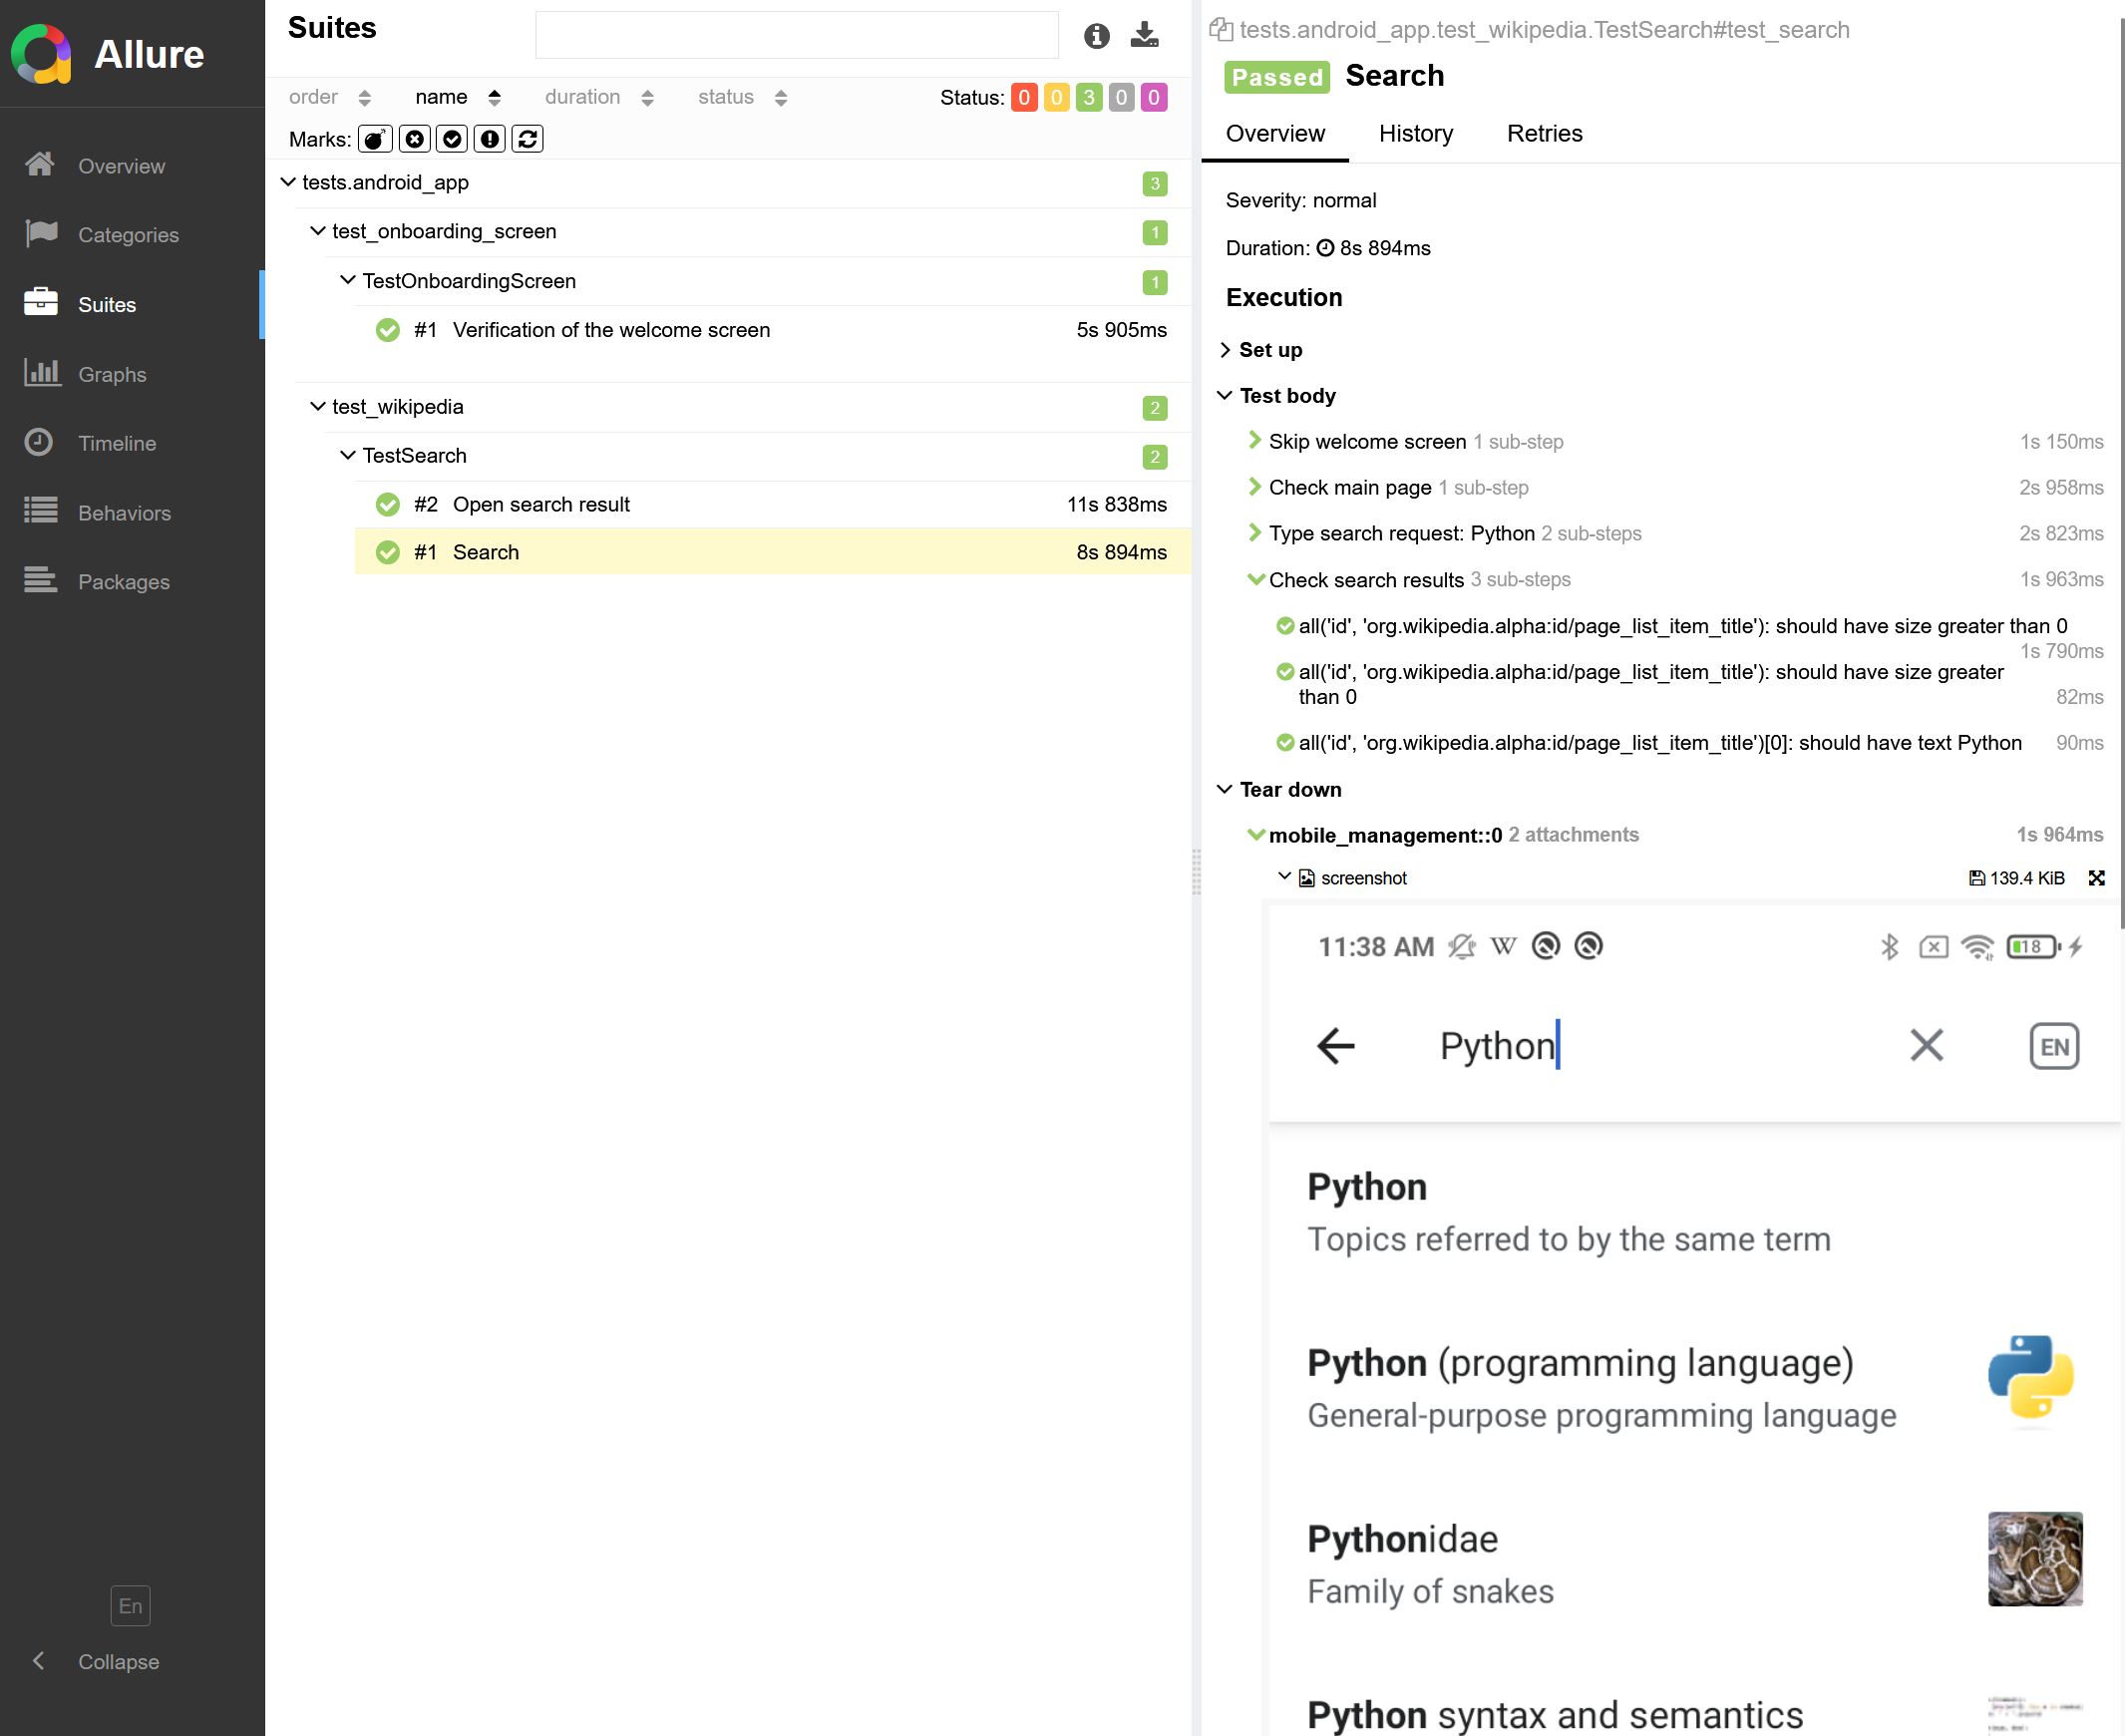 Allure
Overview
Categories
Suites
Graphs
Timeline
Behaviors
Packages
En
Collapse
Suites
order name duration status Status: 0 0 3 0 0
Marks:
tests.android_app 3
test_onboarding_screen 1
TestOnboardingScreen 1
#1 Verification of the welcome screen 5s 905ms
test_wikipedia 2
TestSearch 2
#2 Open search result 11s 838ms
#1 Search 8s 894ms
tests.android_app.test_wikipedia.TestSearch#test_search
Passed Search
Overview History Retries
Severity: normal
Duration: 8s 894ms
Execution
Set up
Test body
Skip welcome screen 1 sub-step 1s 150ms
Check main page 1 sub-step 2s 958ms
Type search request: Python 2 sub-steps 2s 823ms
Check search results 3 sub-steps 1s 963ms
all('id', 'org.wikipedia.alpha:id/page_list_item_title'): should have size greater than 0
1s 790ms
all('id', 'org.wikipedia.alpha:id/page_list_item_title'): should have size greater
than 0 82ms
all('id', 'org.wikipedia.alpha:id/page_list_item_title')[0]: should have text Python 90ms
Tear down
mobile_management::0 2 attachments 1s 964ms
screenshot 139.4 KiB
11:38 AM W 18
Python EN
Python
Topics referred to by the same term
Python (programming language)
General-purpose programming language
Pythonidae
Family of snakes
Python syntax and semantics